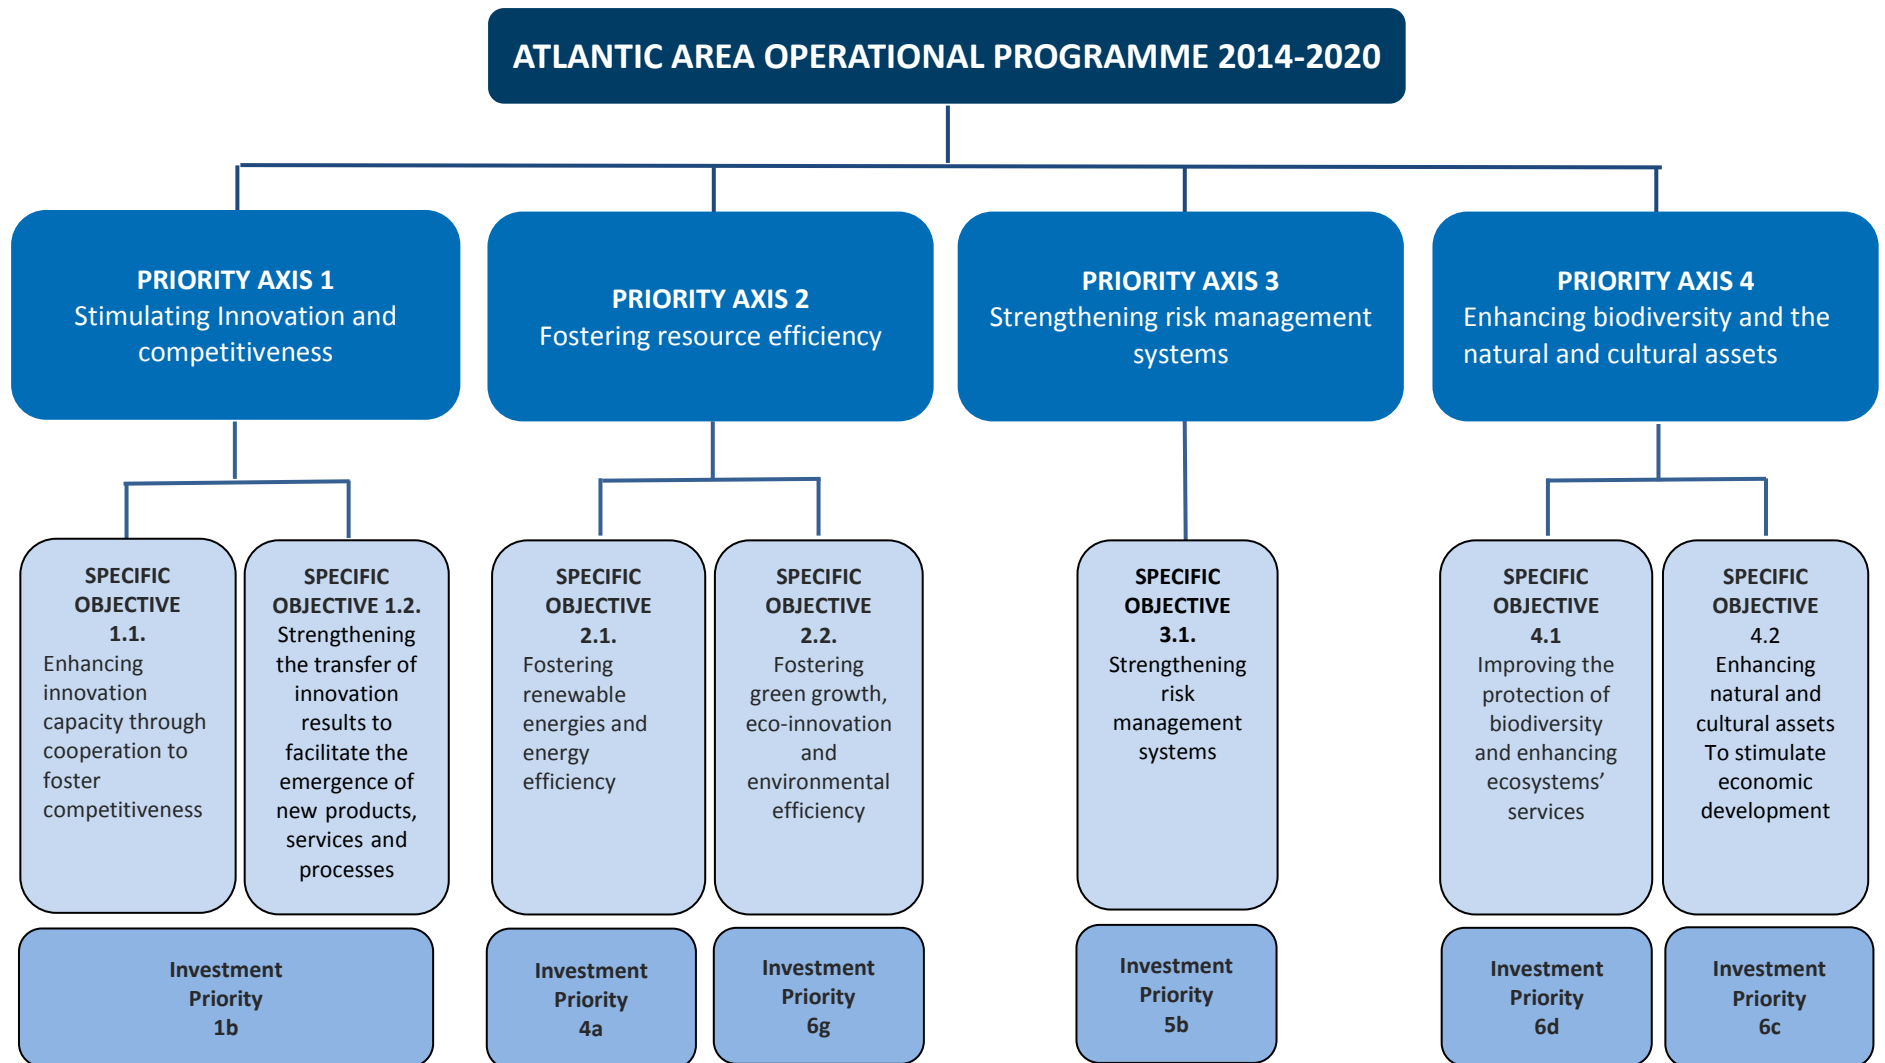 ATLANTIC AREA OPERATIONAL PROGRAMME 2014-2020
PRIORITY AXIS 1
Stimulating Innovation and
competitiveness
PRIORITY AXIS 2
Fostering resource efficiency
PRIORITY AXIS 3
Strengthening risk management
systems
PRIORITY AXIS 4
Enhancing biodiversity and the
natural and cultural assets
SPECIFIC
OBJECTIVE
1.1.
Enhancing
innovation
capacity through
cooperation to
foster
competitiveness
SPECIFIC
OBJECTIVE 1.2.
Strengthening
the transfer of
innovation
results to
facilitate the
emergence of
new products,
services and
processes
SPECIFIC
OBJECTIVE
2.1.
Fostering
renewable
energies and
energy
efficiency
SPECIFIC
OBJECTIVE
2.2.
Fostering
green growth,
eco-innovation
and
environmental
efficiency
SPECIFIC
OBJECTIVE
3.1.
Strengthening
risk
management
systems
SPECIFIC
OBJECTIVE
4.1
Improving the
protection of
biodiversity
and enhancing
ecosystems’
services
SPECIFIC
OBJECTIVE
4.2
Enhancing
natural and
cultural assets
To stimulate
economic
development
Investment
Priority
1b
Investment
Priority
4a
Investment
Priority
6g
Investment
Priority
5b
Investment
Priority
6d
Investment
Priority
6c